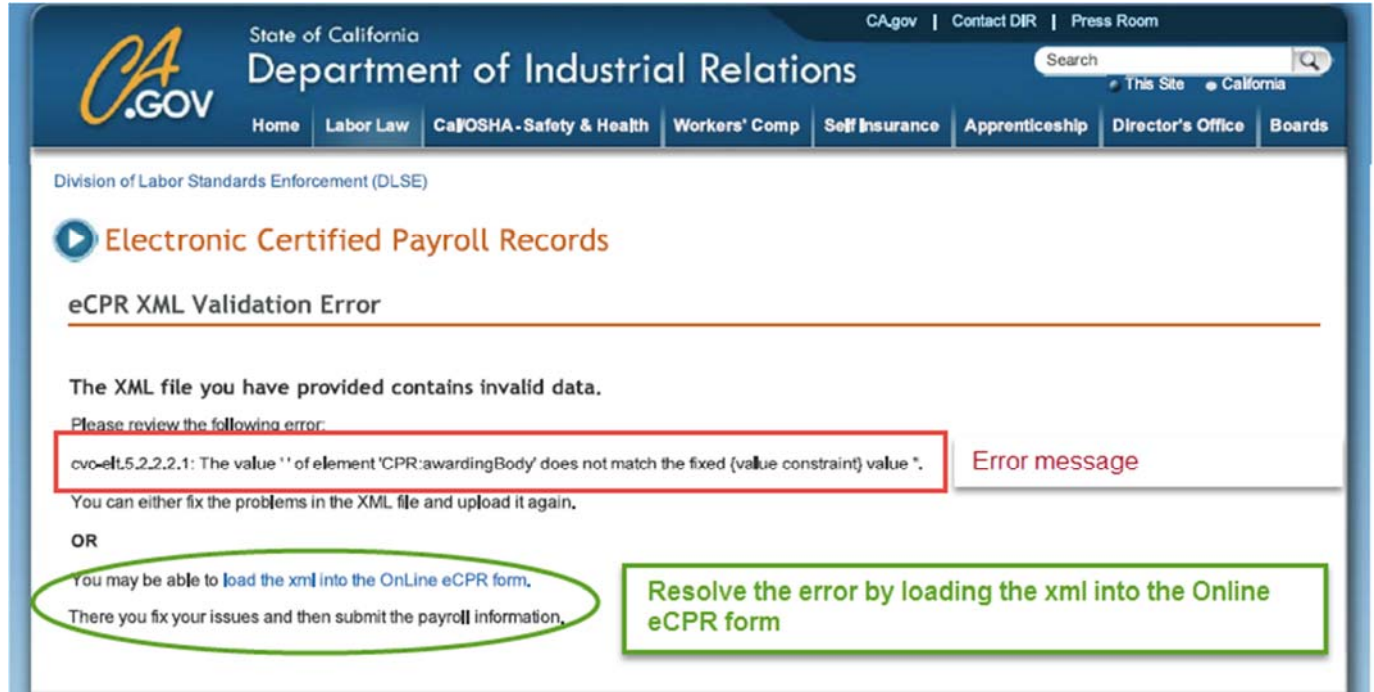 CA.gov | Contact DIR | Press Room
CA.GOV
State of California
Department of Industrial Relations
Search
This Site California
Home Labor Law Cal/OSHA - Safety & Health Workers' Comp Self Insurance Apprenticeship Director's Office Boards
Division of Labor Standards Enforcement (DLSE)
Electronic Certified Payroll Records
eCPR XML Validation Error
The XML file you have provided contains invalid data.
Please review the following error:
cvc-elt.5.2.2.2.1: The value ' ' of element 'CPR:awardingBody' does not match the fixed {value constraint} value ''.
Error message
You can either fix the problems in the XML file and upload it again.
OR
You may be able to load the xml into the OnLine eCPR form.
There you fix your issues and then submit the payroll information.
Resolve the error by loading the xml into the Online
eCPR form